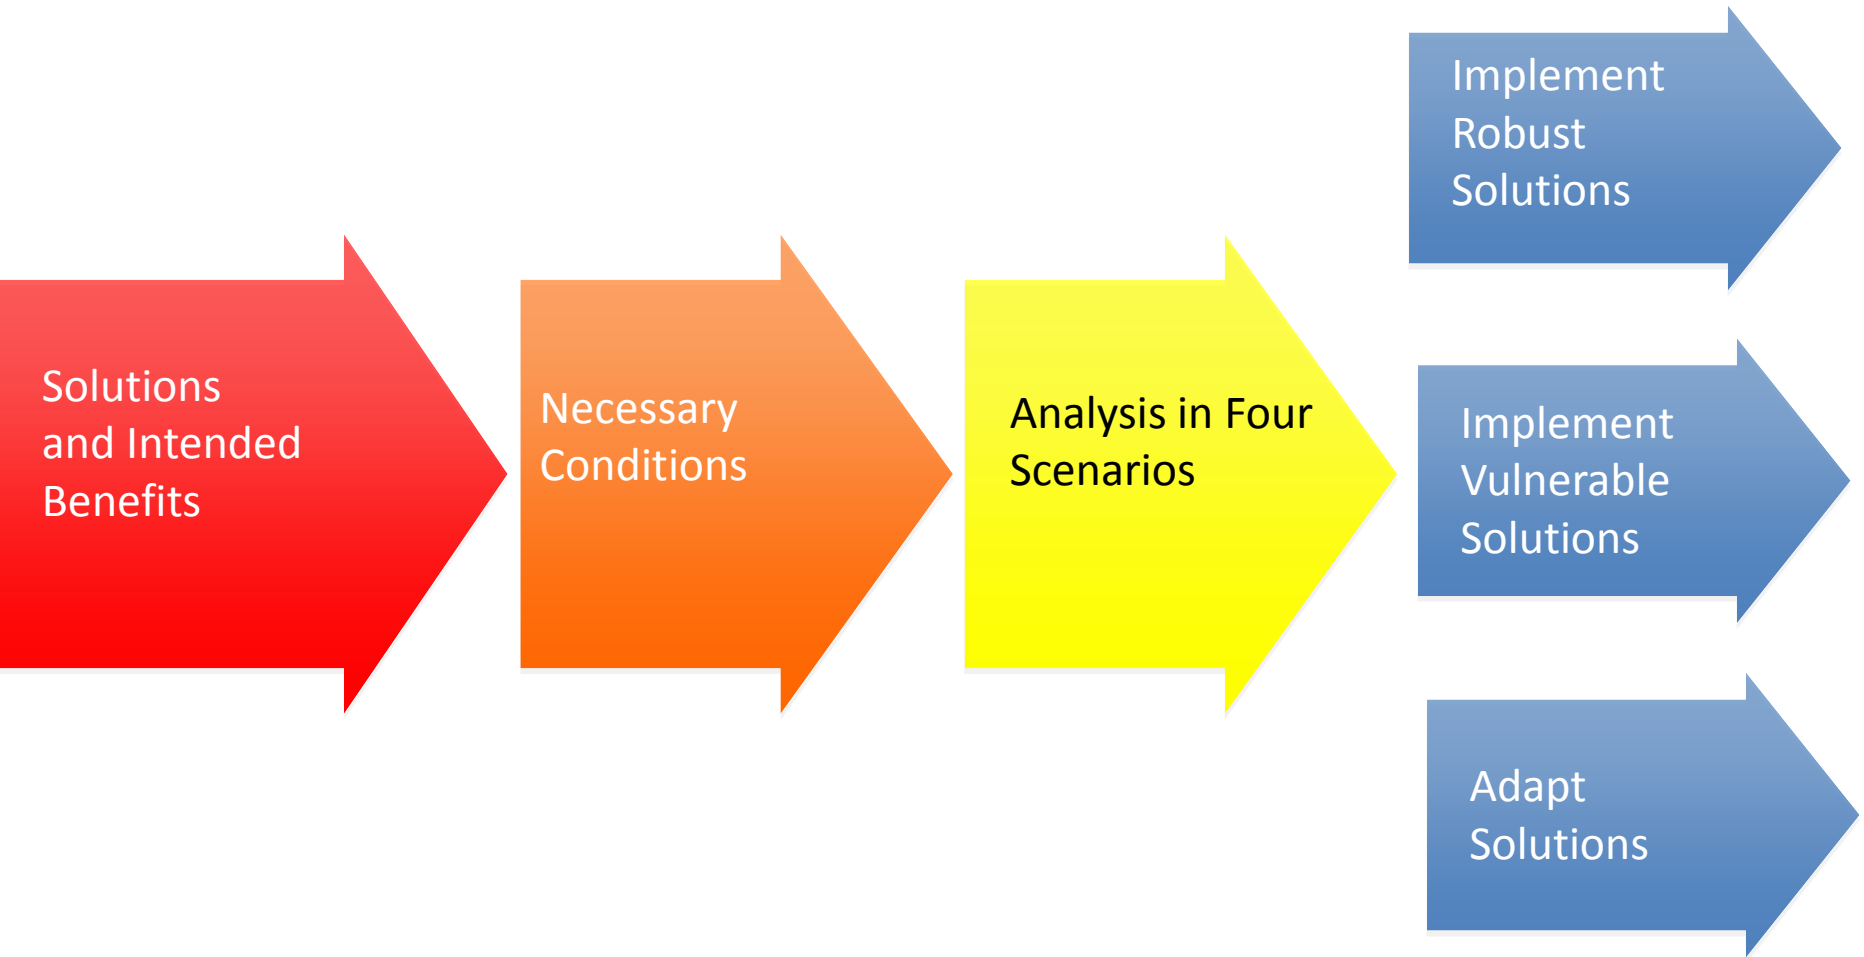 Solutions
and Intended
Benefits
Necessary
Conditions
Analysis in Four
Scenarios
Implement
Robust
Solutions
Implement
Vulnerable
Solutions
Adapt
Solutions